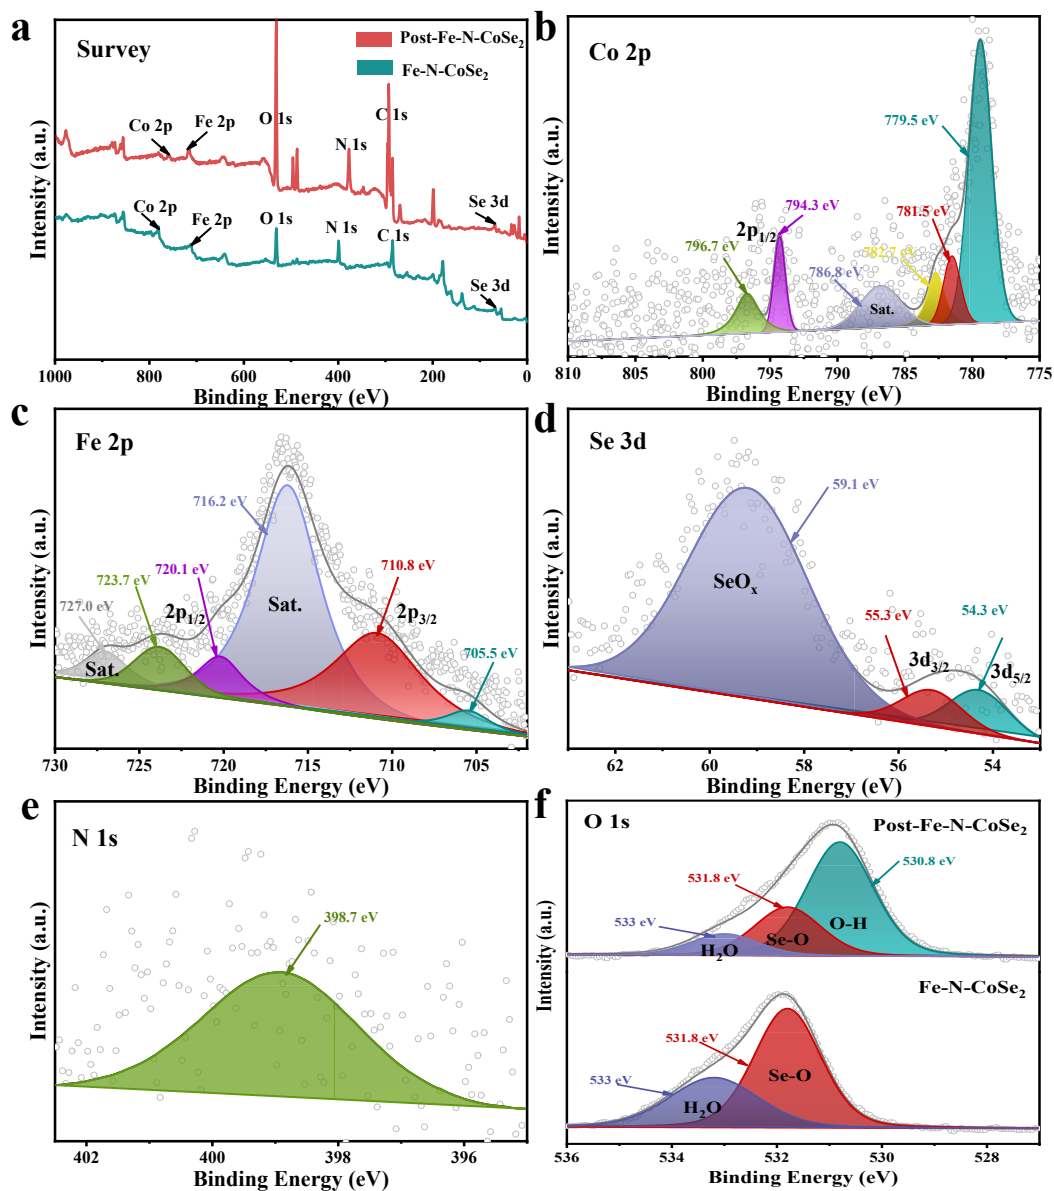 a
Survey
Post-Fe-N-CoSe₂
Fe-N-CoSe₂
Co 2p
Fe 2p
O 1s
N 1s
C 1s
Se 3d
Co 2p
Fe 2p
O 1s
N 1s
C 1s
Se 3d
Intensity (a.u.)
1000 800 600 400 200 0
Binding Energy (eV)
b
Co 2p
779.5 eV
794.3 eV
2p₁/₂
796.7 eV
781.5 eV
782.7 eV
786.8 eV
Sat.
Intensity (a.u.)
810 805 800 795 790 785 780 775
Binding Energy (eV)
c
Fe 2p
716.2 eV
720.1 eV
723.7 eV
727.0 eV
2p₁/₂
Sat.
Sat.
710.8 eV
2p₃/₂
705.5 eV
Intensity (a.u.)
730 725 720 715 710 705
Binding Energy (eV)
d
Se 3d
59.1 eV
SeOₓ
55.3 eV
54.3 eV
3d₃/₂
3d₅/₂
Intensity (a.u.)
62 60 58 56 54
Binding Energy (eV)
e
N 1s
398.7 eV
Intensity (a.u.)
402 400 398 396
Binding Energy (eV)
f
O 1s
Post-Fe-N-CoSe₂
530.8 eV
531.8 eV
533 eV
O-H
Se-O
H₂O
Fe-N-CoSe₂
531.8 eV
533 eV
Se-O
H₂O
Intensity (a.u.)
536 534 532 530 528
Binding Energy (eV)